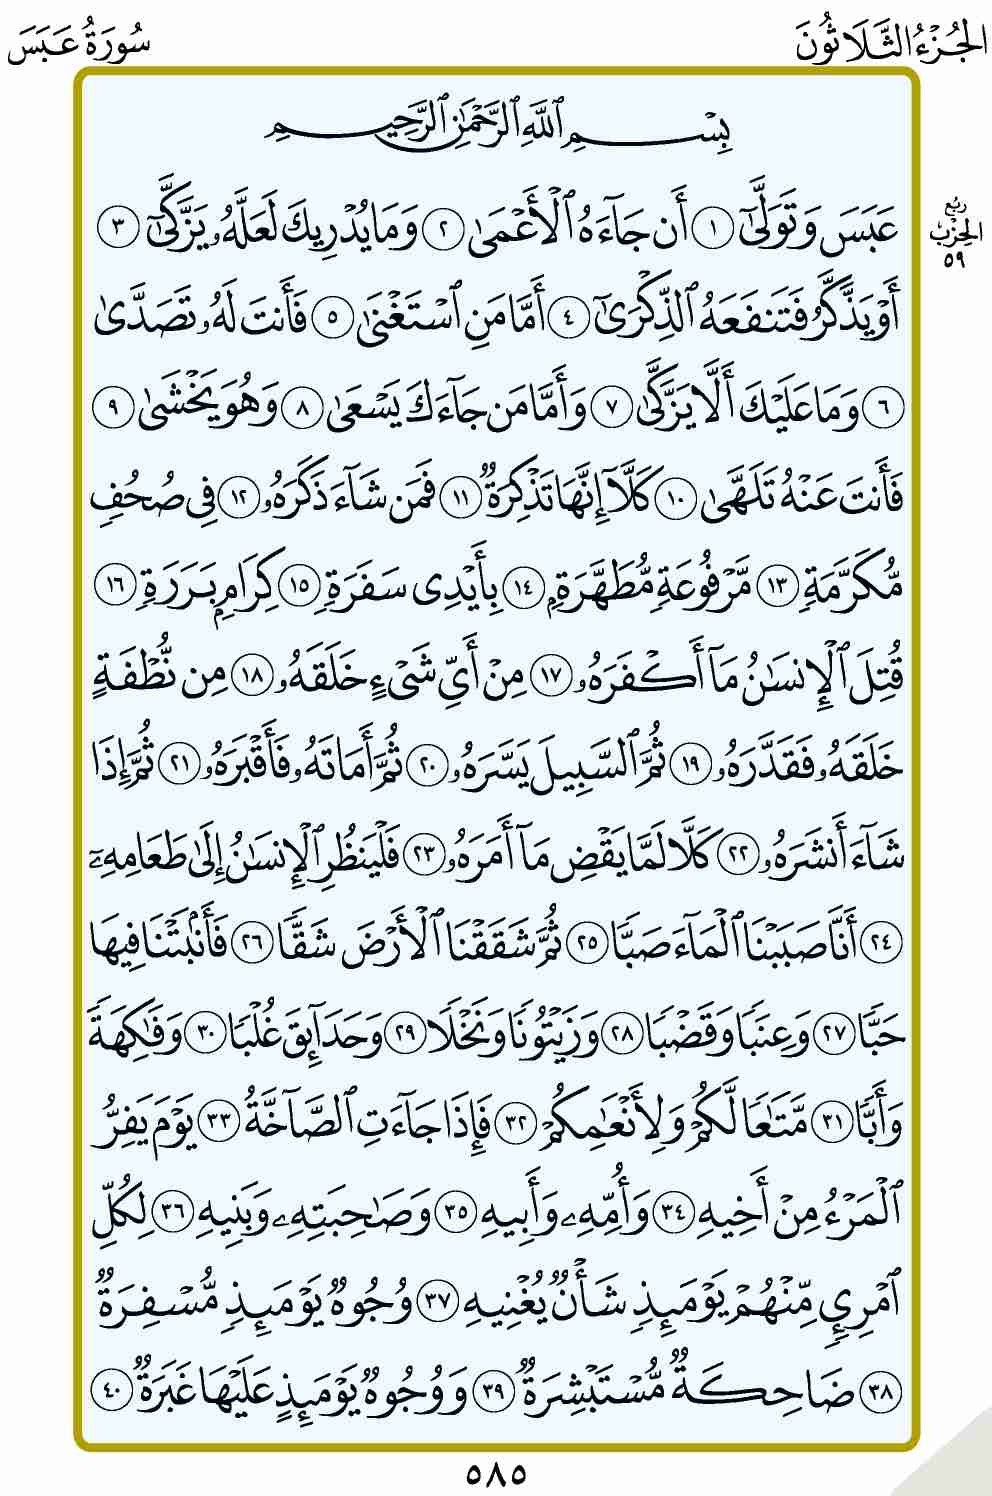 الجُزْءُ الثَّلَاثُونَ
سُورَةُ عَبَسَ
بِسْمِ ٱللَّهِ ٱلرَّحْمَٰنِ ٱلرَّحِيمِ
عَبَسَ وَتَوَلَّىٰٓ ١ أَن جَآءَهُ ٱلْأَعْمَىٰ ٢ وَمَا يُدْرِيكَ لَعَلَّهُۥ يَزَّكَّىٰٓ ٣
رُبُع
الحِزْب
٥٩
أَوْ يَذَّكَّرُ فَتَنفَعَهُ ٱلذِّكْرَىٰٓ ٤ أَمَّا مَنِ ٱسْتَغْنَىٰ ٥ فَأَنتَ لَهُۥ تَصَدَّىٰ
٦ وَمَا عَلَيْكَ أَلَّا يَزَّكَّىٰ ٧ وَأَمَّا مَن جَآءَكَ يَسْعَىٰ ٨ وَهُوَ يَخْشَىٰ ٩
فَأَنتَ عَنْهُ تَلَهَّىٰ ١٠ كَلَّآ إِنَّهَا تَذْكِرَةٌ ١١ فَمَن شَآءَ ذَكَرَهُۥ ١٢ فِى صُحُفٍ
مُّكَرَّمَةٍ ١٣ مَّرْفُوعَةٍ مُّطَهَّرَةٍۭ ١٤ بِأَيْدِى سَفَرَةٍ ١٥ كِرَامٍۭ بَرَرَةٍ ١٦
قُتِلَ ٱلْإِنسَٰنُ مَآ أَكْفَرَهُۥ ١٧ مِنْ أَىِّ شَىْءٍ خَلَقَهُۥ ١٨ مِن نُّطْفَةٍ
خَلَقَهُۥ فَقَدَّرَهُۥ ١٩ ثُمَّ ٱلسَّبِيلَ يَسَّرَهُۥ ٢٠ ثُمَّ أَمَاتَهُۥ فَأَقْبَرَهُۥ ٢١ ثُمَّ إِذَا
شَآءَ أَنشَرَهُۥ ٢٢ كَلَّا لَمَّا يَقْضِ مَآ أَمَرَهُۥ ٢٣ فَلْيَنظُرِ ٱلْإِنسَٰنُ إِلَىٰ طَعَامِهِۦٓ
٢٤ أَنَّا صَبَبْنَا ٱلْمَآءَ صَبًّا ٢٥ ثُمَّ شَقَقْنَا ٱلْأَرْضَ شَقًّا ٢٦ فَأَنۢبَتْنَا فِيهَا
حَبًّا ٢٧ وَعِنَبًا وَقَضْبًا ٢٨ وَزَيْتُونًا وَنَخْلًا ٢٩ وَحَدَآئِقَ غُلْبًا ٣٠ وَفَٰكِهَةً
وَأَبًّا ٣١ مَّتَٰعًا لَّكُمْ وَلِأَنْعَٰمِكُمْ ٣٢ فَإِذَا جَآءَتِ ٱلصَّآخَّةُ ٣٣ يَوْمَ يَفِرُّ
ٱلْمَرْءُ مِنْ أَخِيهِ ٣٤ وَأُمِّهِۦ وَأَبِيهِ ٣٥ وَصَٰحِبَتِهِۦ وَبَنِيهِ ٣٦ لِكُلِّ
ٱمْرِئٍ مِّنْهُمْ يَوْمَئِذٍ شَأْنٌ يُغْنِيهِ ٣٧ وُجُوهٌ يَوْمَئِذٍ مُّسْفِرَةٌ
٣٨ ضَاحِكَةٌ مُّسْتَبْشِرَةٌ ٣٩ وَوُجُوهٌ يَوْمَئِذٍ عَلَيْهَا غَبَرَةٌ ٤٠
٥٨٥